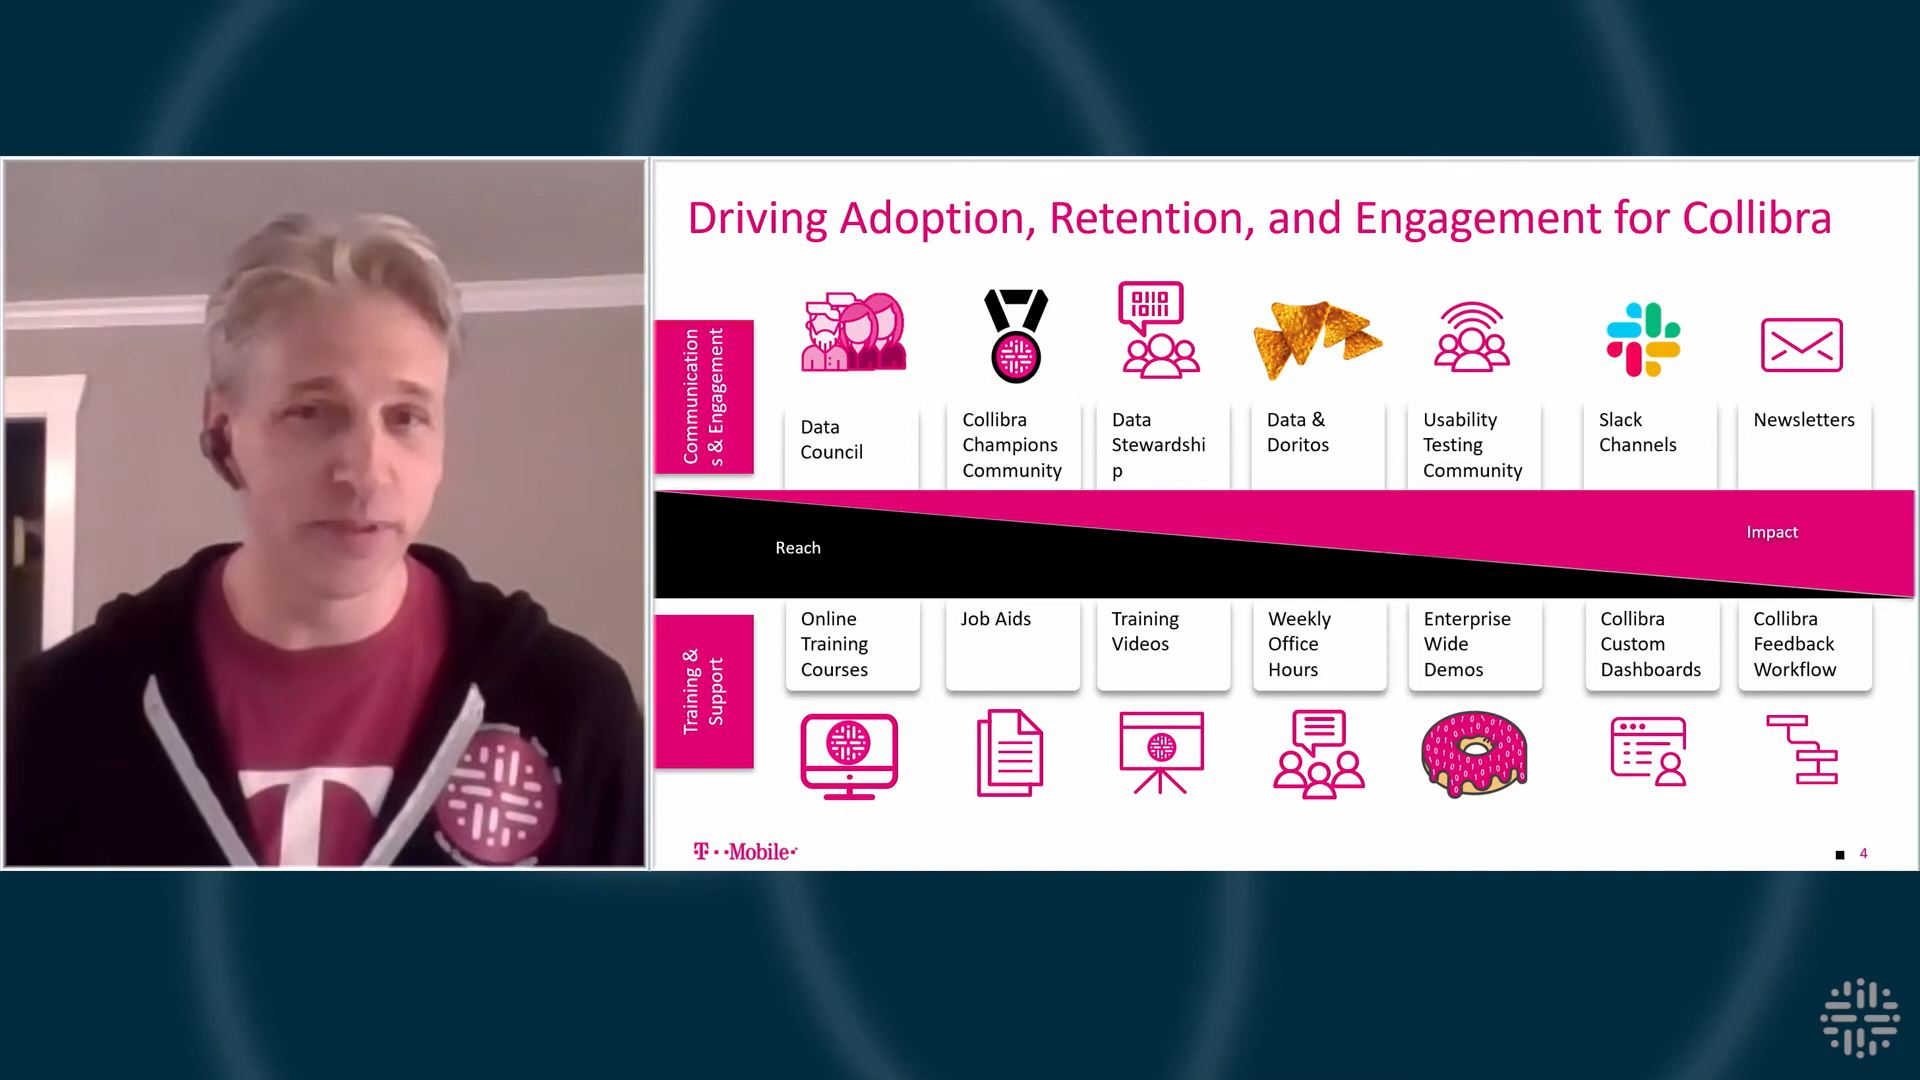 Driving Adoption, Retention, and Engagement for Collibra
Communication
s & Engagement
Data
Council
Collibra
Champions
Community
Data
Stewardshi
p
Data &
Doritos
Usability
Testing
Community
Slack
Channels
Newsletters
Reach
Impact
Training &
Support
Online
Training
Courses
Job Aids
Training
Videos
Weekly
Office
Hours
Enterprise
Wide
Demos
Collibra
Custom
Dashboards
Collibra
Feedback
Workflow
T··Mobile·
4
T